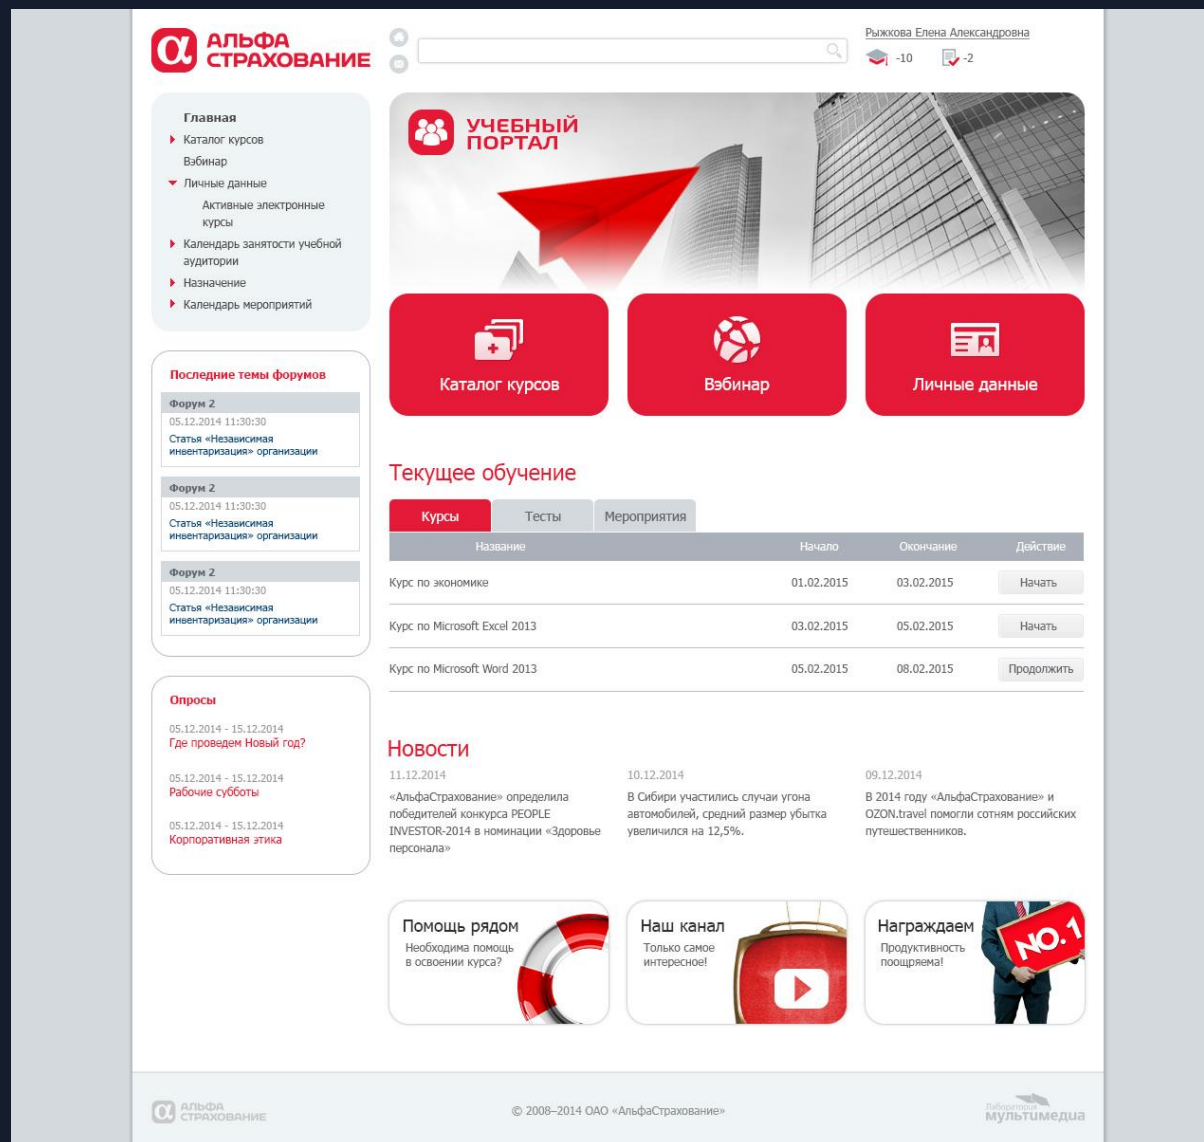 АЛЬФА
СТРАХОВАНИЕ
Рыжкова Елена Александровна
-10 -2
Главная
Каталог курсов
Вэбинар
Личные данные
Активные электронные
курсы
Календарь занятости учебной
аудитории
Назначение
Календарь мероприятий
УЧЕБНЫЙ
ПОРТАЛ
Каталог курсов
Вэбинар
Личные данные
Последние темы форумов
Форум 2
05.12.2014 11:30:30
Статья «Независимая
инвентаризация» организации
Форум 2
05.12.2014 11:30:30
Статья «Независимая
инвентаризация» организации
Форум 2
05.12.2014 11:30:30
Статья «Независимая
инвентаризация» организации
Опросы
05.12.2014 - 15.12.2014
Где проведем Новый год?
05.12.2014 - 15.12.2014
Рабочие субботы
05.12.2014 - 15.12.2014
Корпоративная этика
Текущее обучение
Курсы Тесты Мероприятия
Название Начало Окончание Действие
Курс по экономике 01.02.2015 03.02.2015 Начать
Курс по Microsoft Excel 2013 03.02.2015 05.02.2015 Начать
Курс по Microsoft Word 2013 05.02.2015 08.02.2015 Продолжить
Новости
11.12.2014
«АльфаСтрахование» определила
победителей конкурса PEOPLE
INVESTOR-2014 в номинации «Здоровье
персонала»
10.12.2014
В Сибири участились случаи угона
автомобилей, средний размер убытка
увеличился на 12,5%.
09.12.2014
В 2014 году «АльфаСтрахование» и
OZON.travel помогли сотням российских
путешественников.
Помощь рядом
Необходима помощь
в освоении курса?
Наш канал
Только самое
интересное!
Награждаем
Продуктивность
поощряема!
NO.1
АЛЬФА
СТРАХОВАНИЕ
© 2008–2014 ОАО «АльфаСтрахование»
Лаборатория
мультимедиа